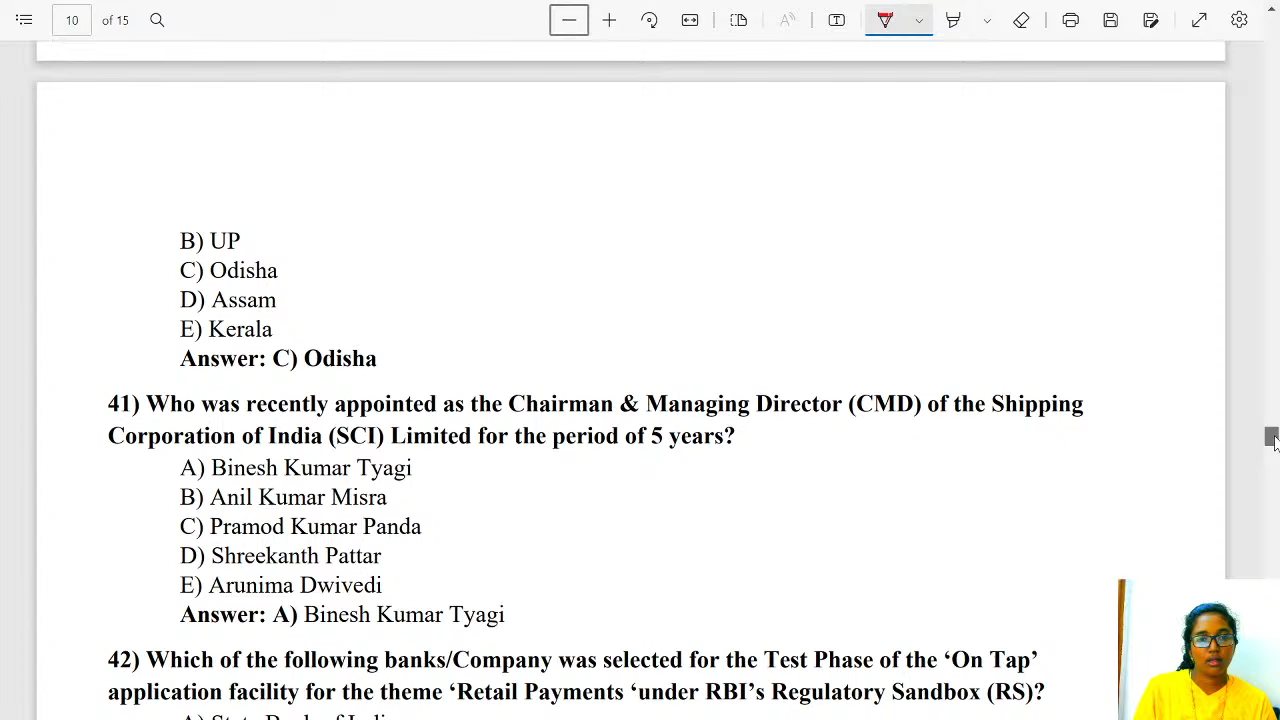 10 of 15
B) UP
C) Odisha
D) Assam
E) Kerala
Answer: C) Odisha
41) Who was recently appointed as the Chairman & Managing Director (CMD) of the Shipping
Corporation of India (SCI) Limited for the period of 5 years?
A) Binesh Kumar Tyagi
B) Anil Kumar Misra
C) Pramod Kumar Panda
D) Shreekanth Pattar
E) Arunima Dwivedi
Answer: A) Binesh Kumar Tyagi
42) Which of the following banks/Company was selected for the Test Phase of the ‘On Tap’
application facility for the theme ‘Retail Payments ‘under RBI’s Regulatory Sandbox (RS)?
A) State Bank of India